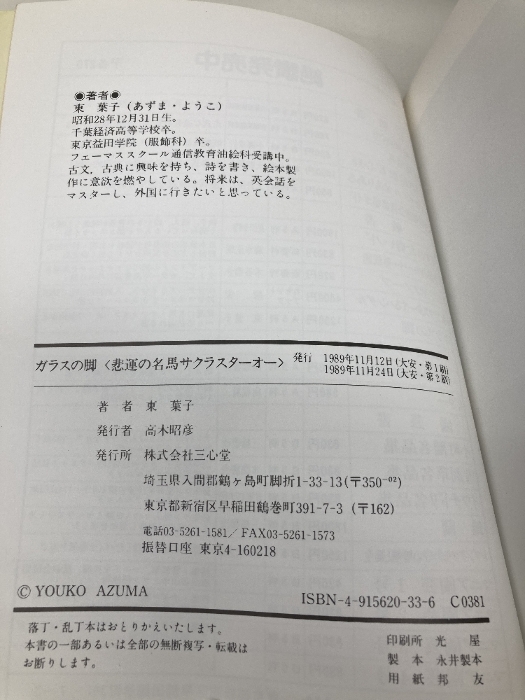 ◉著者◉
東 葉子（あずま・ようこ）
昭和28年12月31日生。
千葉経済高等学校卒。
東京益田学院（服飾科）卒。
フェーマススクール通信教育油絵科受講中。
古文，古典に興味を持ち、詩を書き、絵本製
作に意欲を燃やしている。将来は、英会話を
マスターし、外国に行きたいと思っている。
ガラスの脚〈悲運の名馬サクラスターオー〉 発行 1989年11月12日（大安・第1刷）
1989年11月24日（大安・第2刷）
著者 東 葉子
発行者 高木昭彦
発行所 株式会社三心堂
埼玉県入間郡鶴ヶ島町脚折1-33-13（〒350-02）
東京都新宿区早稲田鶴巻町391-7-3（〒162）
電話03-5261-1581／FAX03-5261-1573
振替口座 東京4-160218
© YOUKO AZUMA
ISBN-4-915620-33-6 C0381
落丁・乱丁本はおとりかえいたします。
本書の一部あるいは全部の無断複写・転載は
お断りします。
印刷所 光 屋
製 本 永井製本
用 紙 邦 友